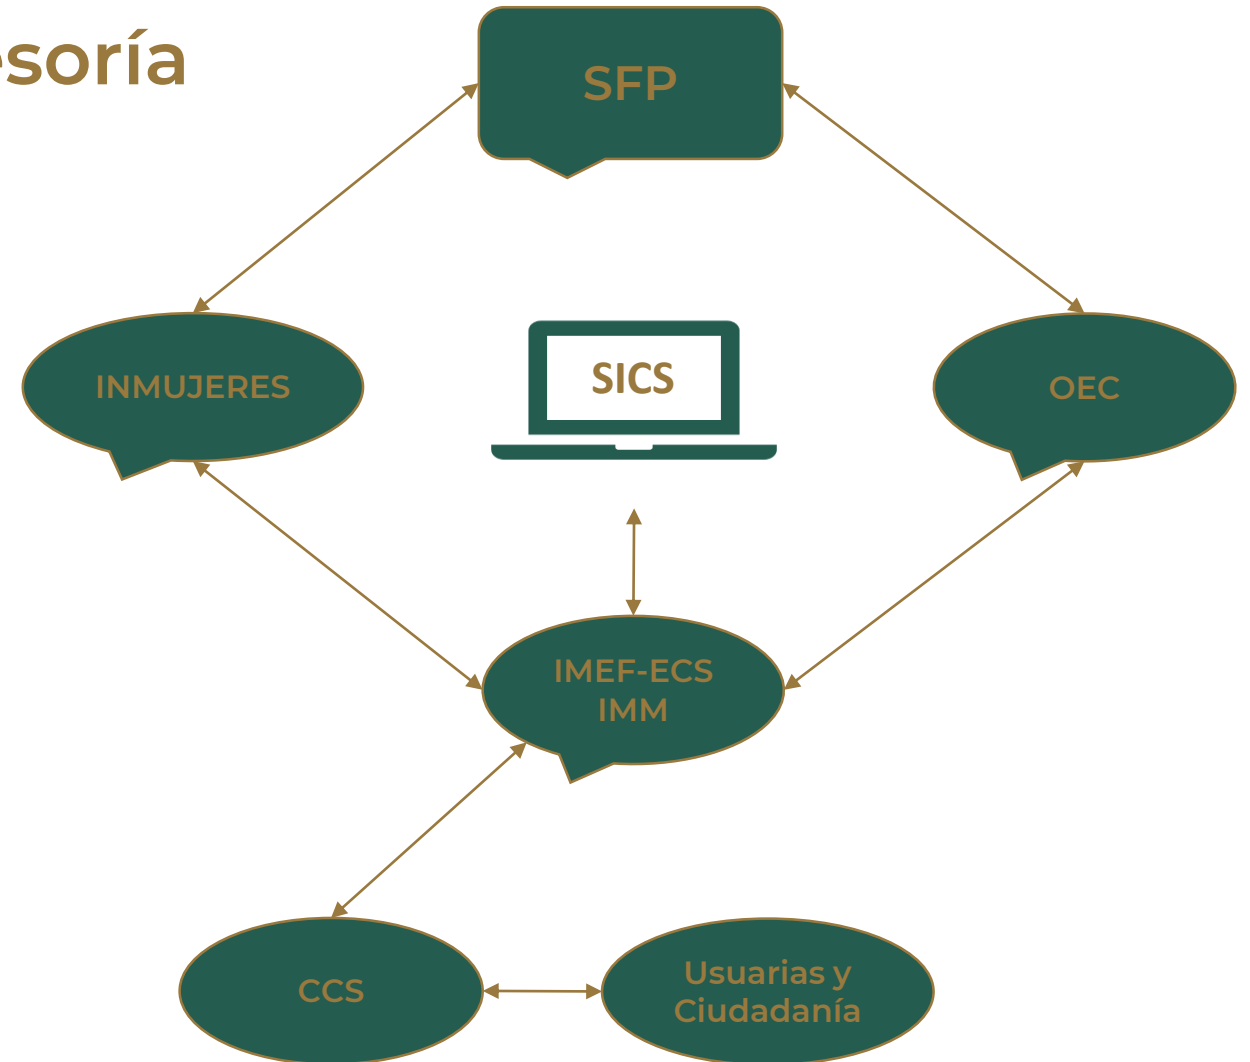 esoría
SFP
INMUJERES
SICS
OEC
IMEF-ECS
IMM
CCS
Usuarias y
Ciudadanía